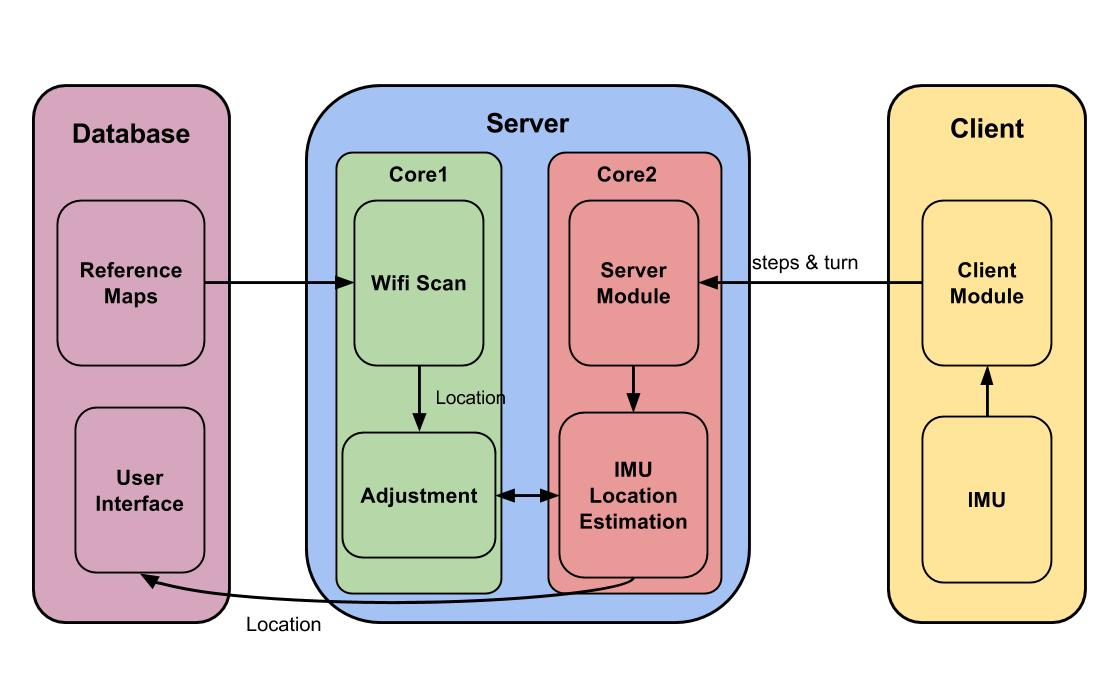 Database
Reference
Maps
User
Interface
Server
Core1
Wifi Scan
Location
Adjustment
Core2
Server
Module
IMU
Location
Estimation
Location
steps & turn
Client
Client
Module
IMU